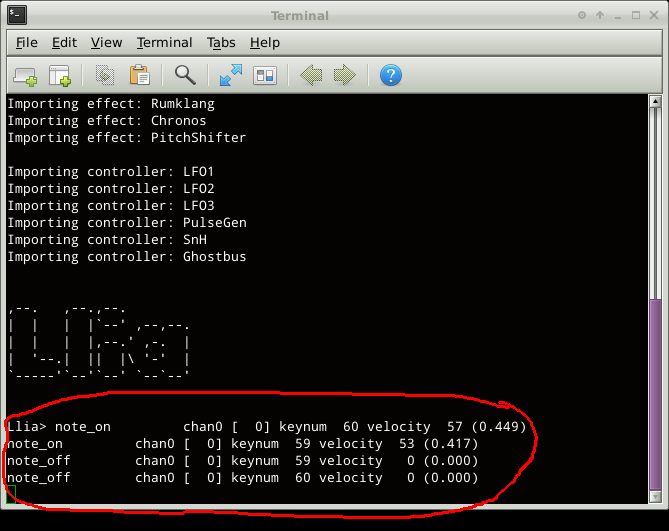 Terminal
File Edit View Terminal Tabs Help
Importing effect: Rumklang
Importing effect: Chronos
Importing effect: PitchShifter
Importing controller: LFO1
Importing controller: LFO2
Importing controller: LFO3
Importing controller: PulseGen
Importing controller: SnH
Importing controller: Ghostbus
Llia
Llia> note_on chan0 [ 0] keynum 60 velocity 57 (0.449)
note_on chan0 [ 0] keynum 59 velocity 53 (0.417)
note_off chan0 [ 0] keynum 59 velocity 0 (0.000)
note_off chan0 [ 0] keynum 60 velocity 0 (0.000)